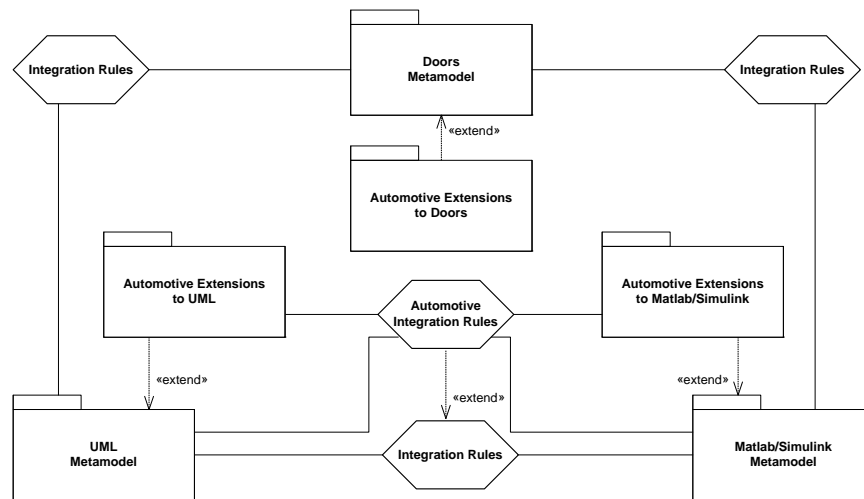 Integration Rules
Doors
Metamodel
Integration Rules
«extend»
Automotive Extensions
to Doors
Automotive Extensions
to UML
Automotive
Integration Rules
Automotive Extensions
to Matlab/Simulink
«extend»
«extend»
«extend»
UML
Metamodel
Integration Rules
Matlab/Simulink
Metamodel